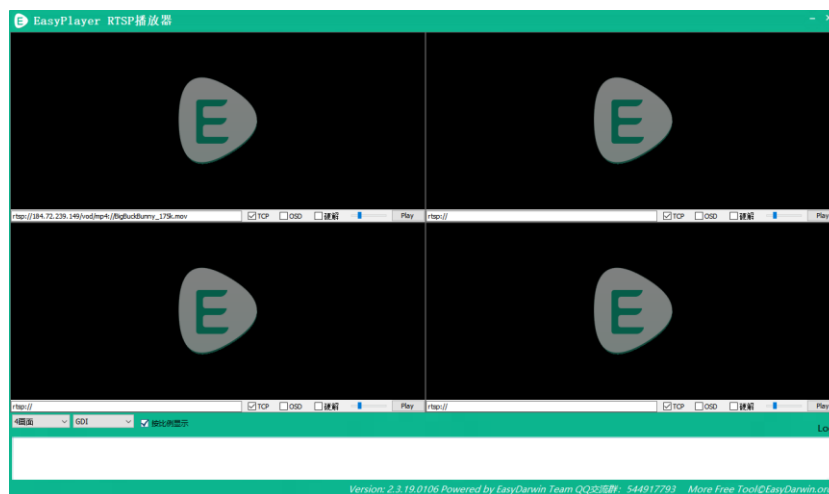 EasyPlayer RTSP播放器
E
E
rtsp://184.72.239.149/vod/mp4://BigBuckBunny_175k.mov TCP OSD 硬解 Play
rtsp:// TCP OSD 硬解 Play
E
E
rtsp:// TCP OSD 硬解 Play
rtsp:// TCP OSD 硬解 Play
4画面 GDI 按比例显示
Lo
Version: 2.3.19.0106 Powered by EasyDarwin Team QQ交流群: 544917793 More Free Tool@EasyDarwin.or